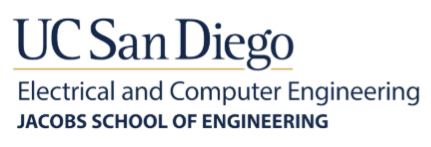 UC San Diego
Electrical and Computer Engineering
JACOBS SCHOOL OF ENGINEERING